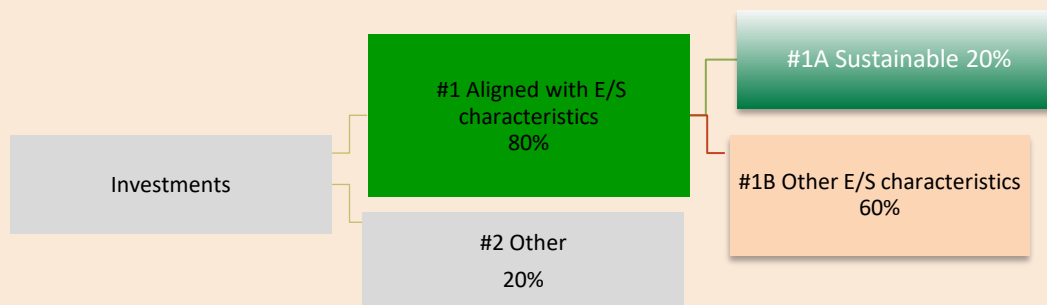 Investments
#1 Aligned with E/S
characteristics
80%
#2 Other
20%
#1A Sustainable 20%
#1B Other E/S characteristics
60%